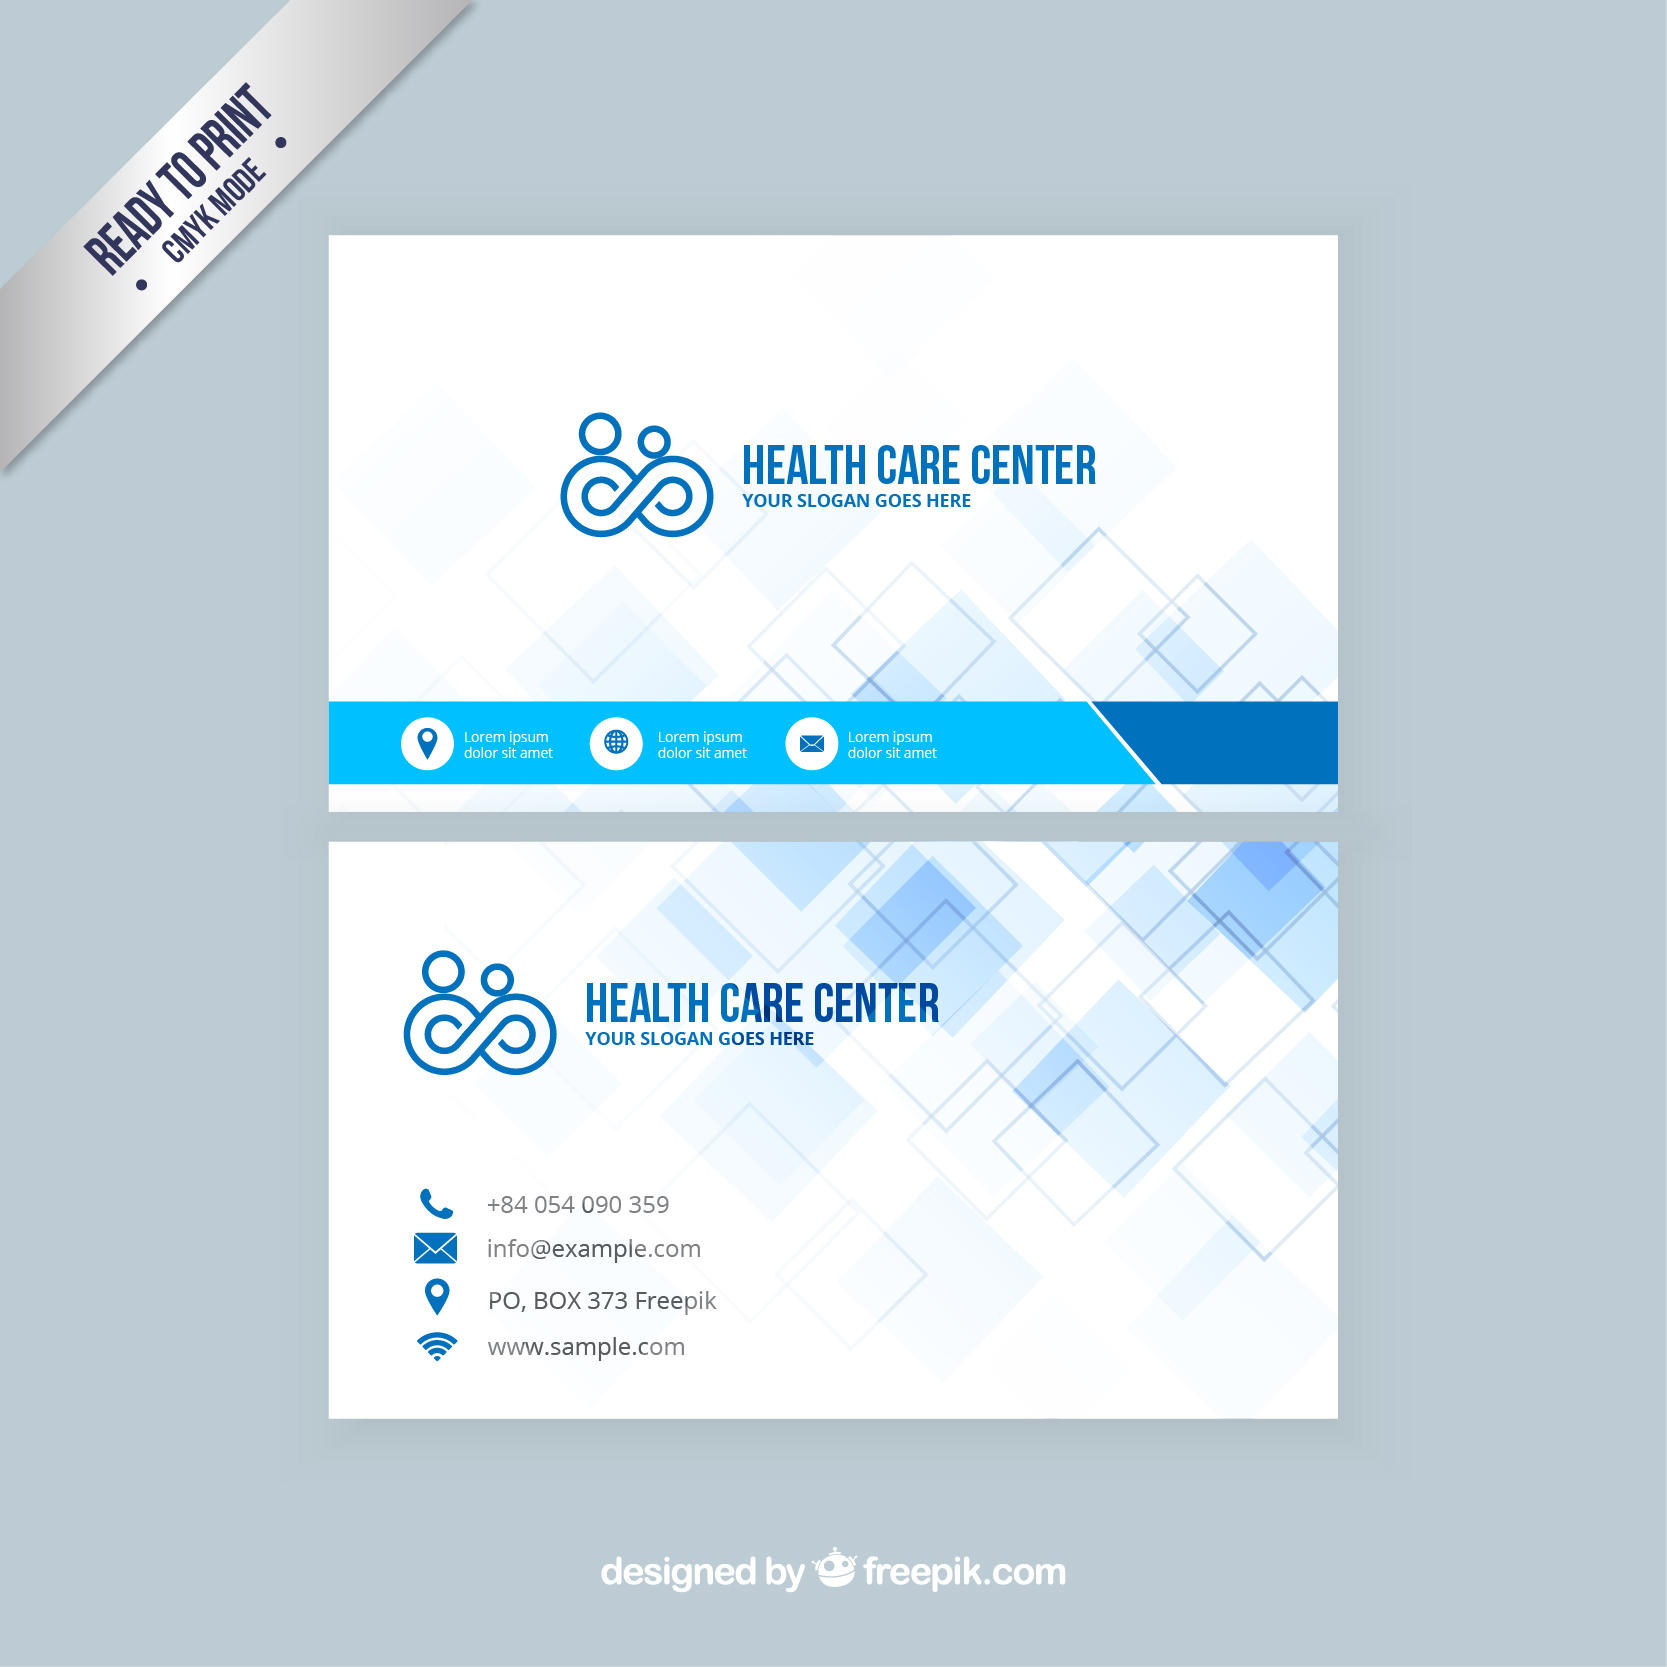 READY TO PRINT
CMYK MODE
HEALTH CARE CENTER
YOUR SLOGAN GOES HERE
Lorem ipsum
dolor sit amet
Lorem ipsum
dolor sit amet
Lorem ipsum
dolor sit amet
HEALTH CARE CENTER
YOUR SLOGAN GOES HERE
+84 054 090 359
info@example.com
PO, BOX 373 Freepik
www.sample.com
designed by freepik.com